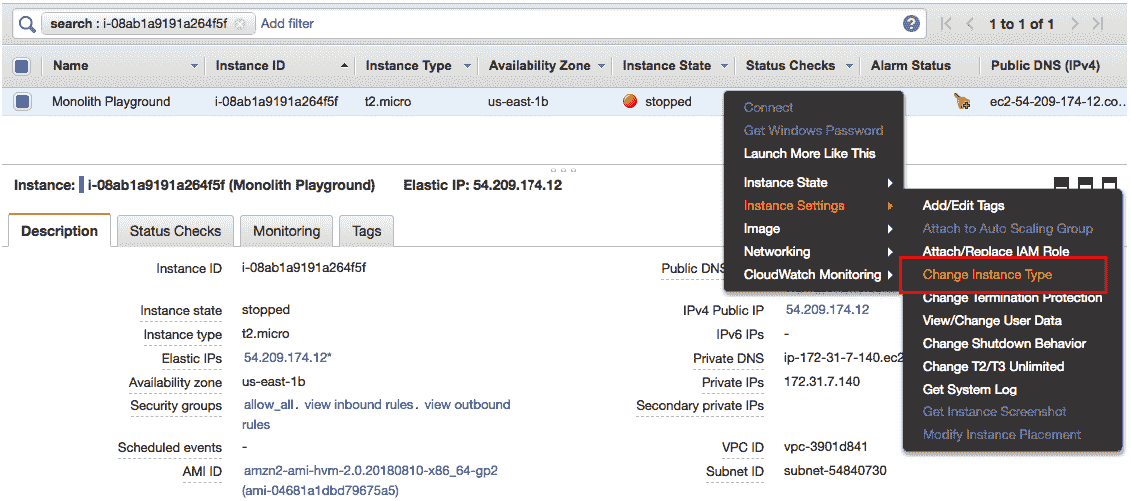 search : i-08ab1a9191a264f5f Add filter 1 to 1 of 1
Name Instance ID Instance Type Availability Zone Instance State Status Checks Alarm Status Public DNS (IPv4)
Monolith Playground i-08ab1a9191a264f5f t2.micro us-east-1b stopped ec2-54-209-174-12.co...
Connect
Get Windows Password
Launch More Like This
Instance State
Instance Settings
Image
Networking
CloudWatch Monitoring
Add/Edit Tags
Attach to Auto Scaling Group
Attach/Replace IAM Role
Change Instance Type
Change Termination Protection
View/Change User Data
Change Shutdown Behavior
Change T2/T3 Unlimited
Get System Log
Get Instance Screenshot
Modify Instance Placement
Instance: i-08ab1a9191a264f5f (Monolith Playground) Elastic IP: 54.209.174.12
Description Status Checks Monitoring Tags
Instance ID i-08ab1a9191a264f5f
Instance state stopped
Instance type t2.micro
Elastic IPs 54.209.174.12*
Availability zone us-east-1b
Security groups allow_all. view inbound rules. view outbound
rules
Scheduled events -
AMI ID amzn2-ami-hvm-2.0.20180810-x86_64-gp2
(ami-04681a1dbd79675a5)
Public DNS
IPv4 Public IP 54.209.174.12
IPv6 IPs -
Private DNS ip-172-31-7-140.ec2
Private IPs 172.31.7.140
Secondary private IPs
VPC ID vpc-3901d841
Subnet ID subnet-54840730